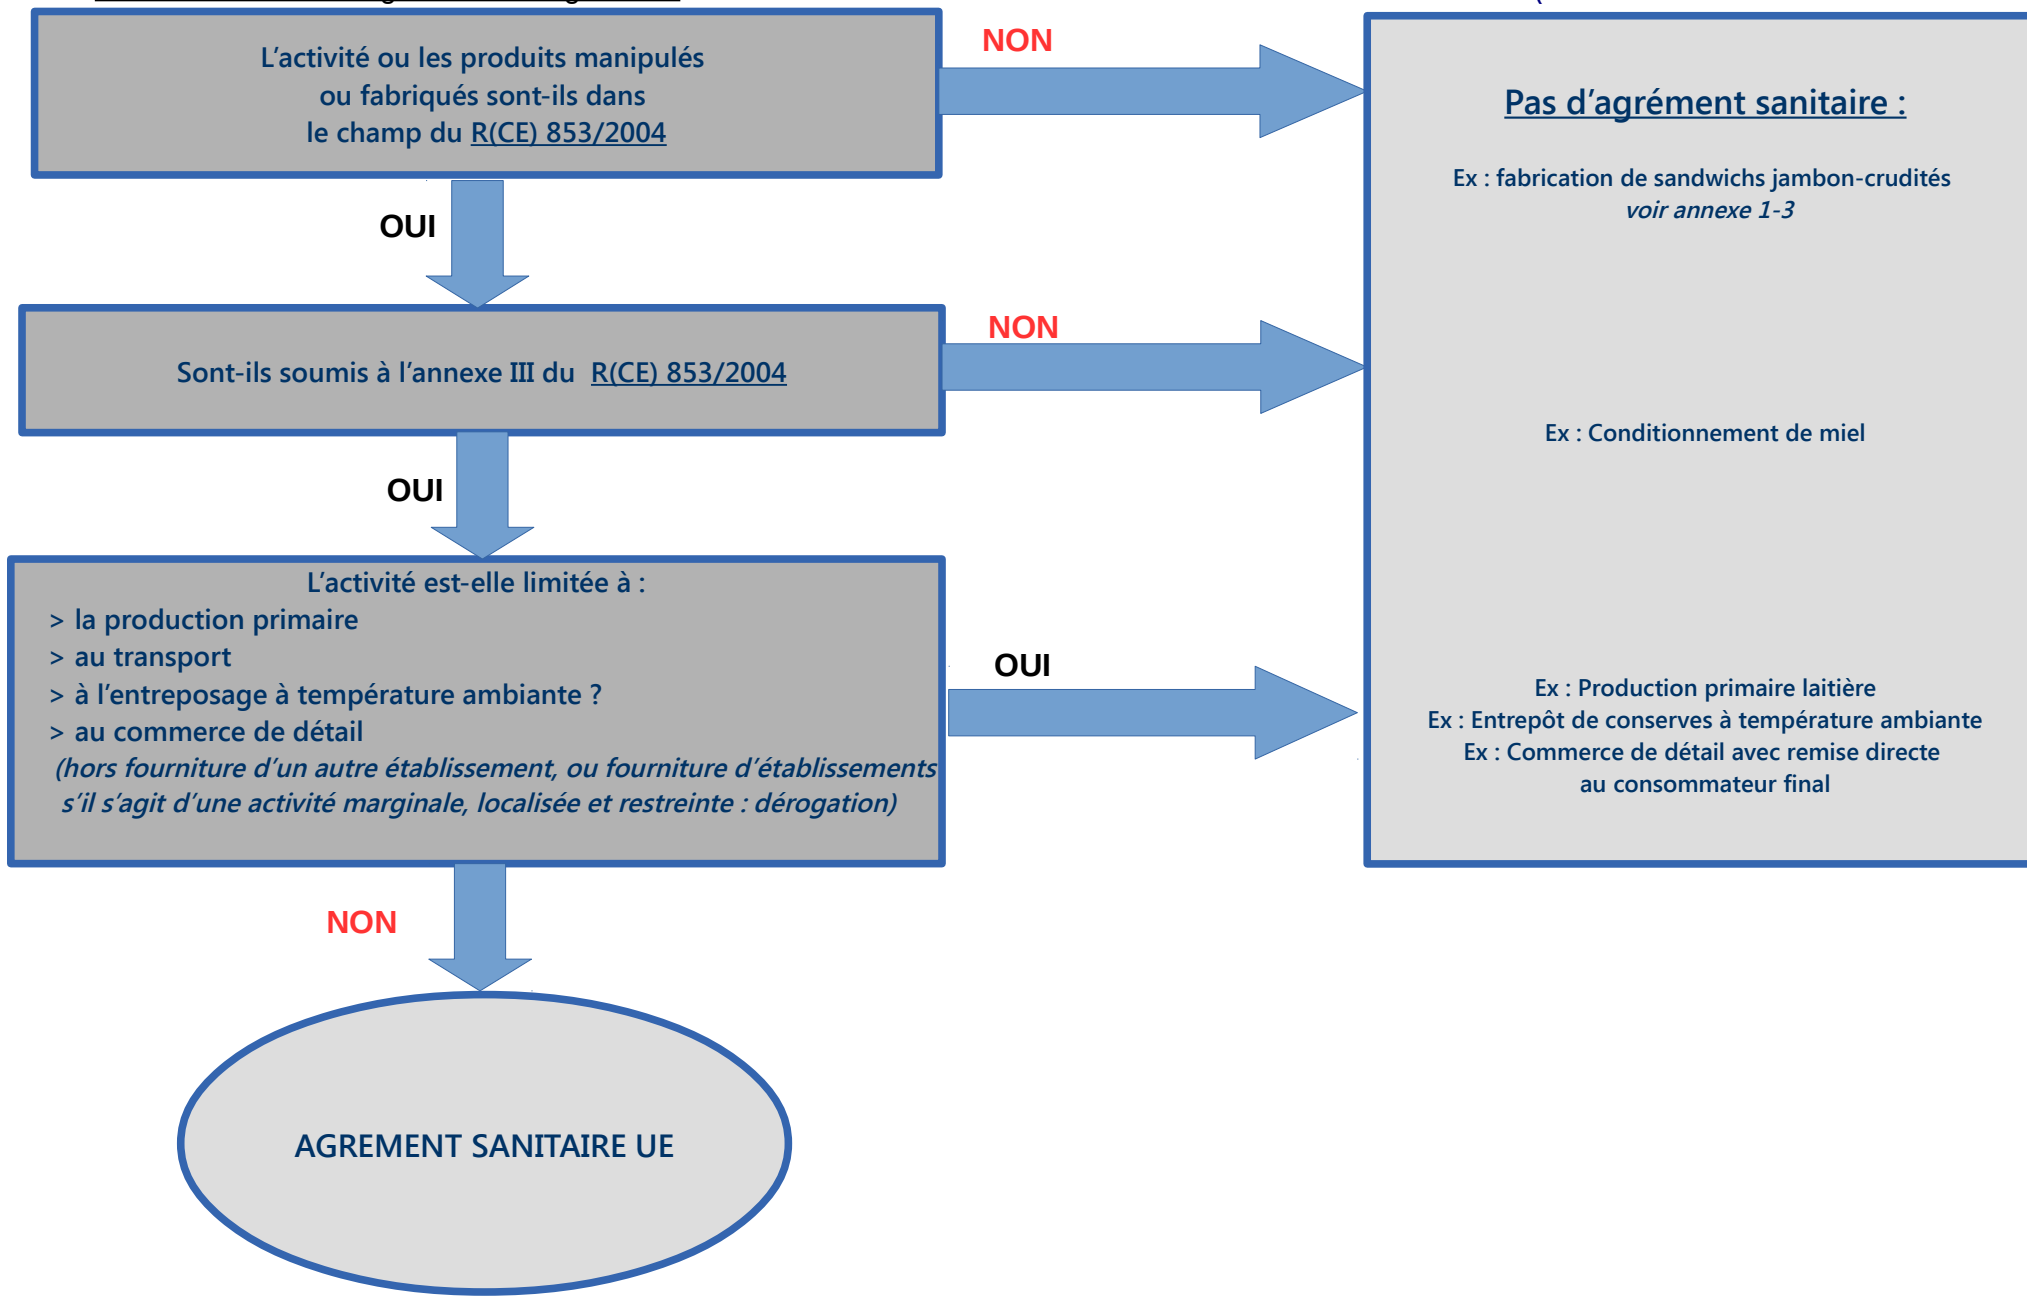 L’activité ou les produits manipulés
ou fabriqués sont-ils dans
le champ du R(CE) 853/2004
NON
Pas d’agrément sanitaire :
Ex : fabrication de sandwichs jambon-crudités
voir annexe 1-3
OUI
Sont-ils soumis à l’annexe III du R(CE) 853/2004
NON
Ex : Conditionnement de miel
OUI
L’activité est-elle limitée à :
> la production primaire
> au transport
> à l’entreposage à température ambiante ?
> au commerce de détail
(hors fourniture d’un autre établissement, ou fourniture d’établissements
s’il s’agit d’une activité marginale, localisée et restreinte : dérogation)
OUI
Ex : Production primaire laitière
Ex : Entrepôt de conserves à température ambiante
Ex : Commerce de détail avec remise directe
au consommateur final
NON
AGREMENT SANITAIRE UE